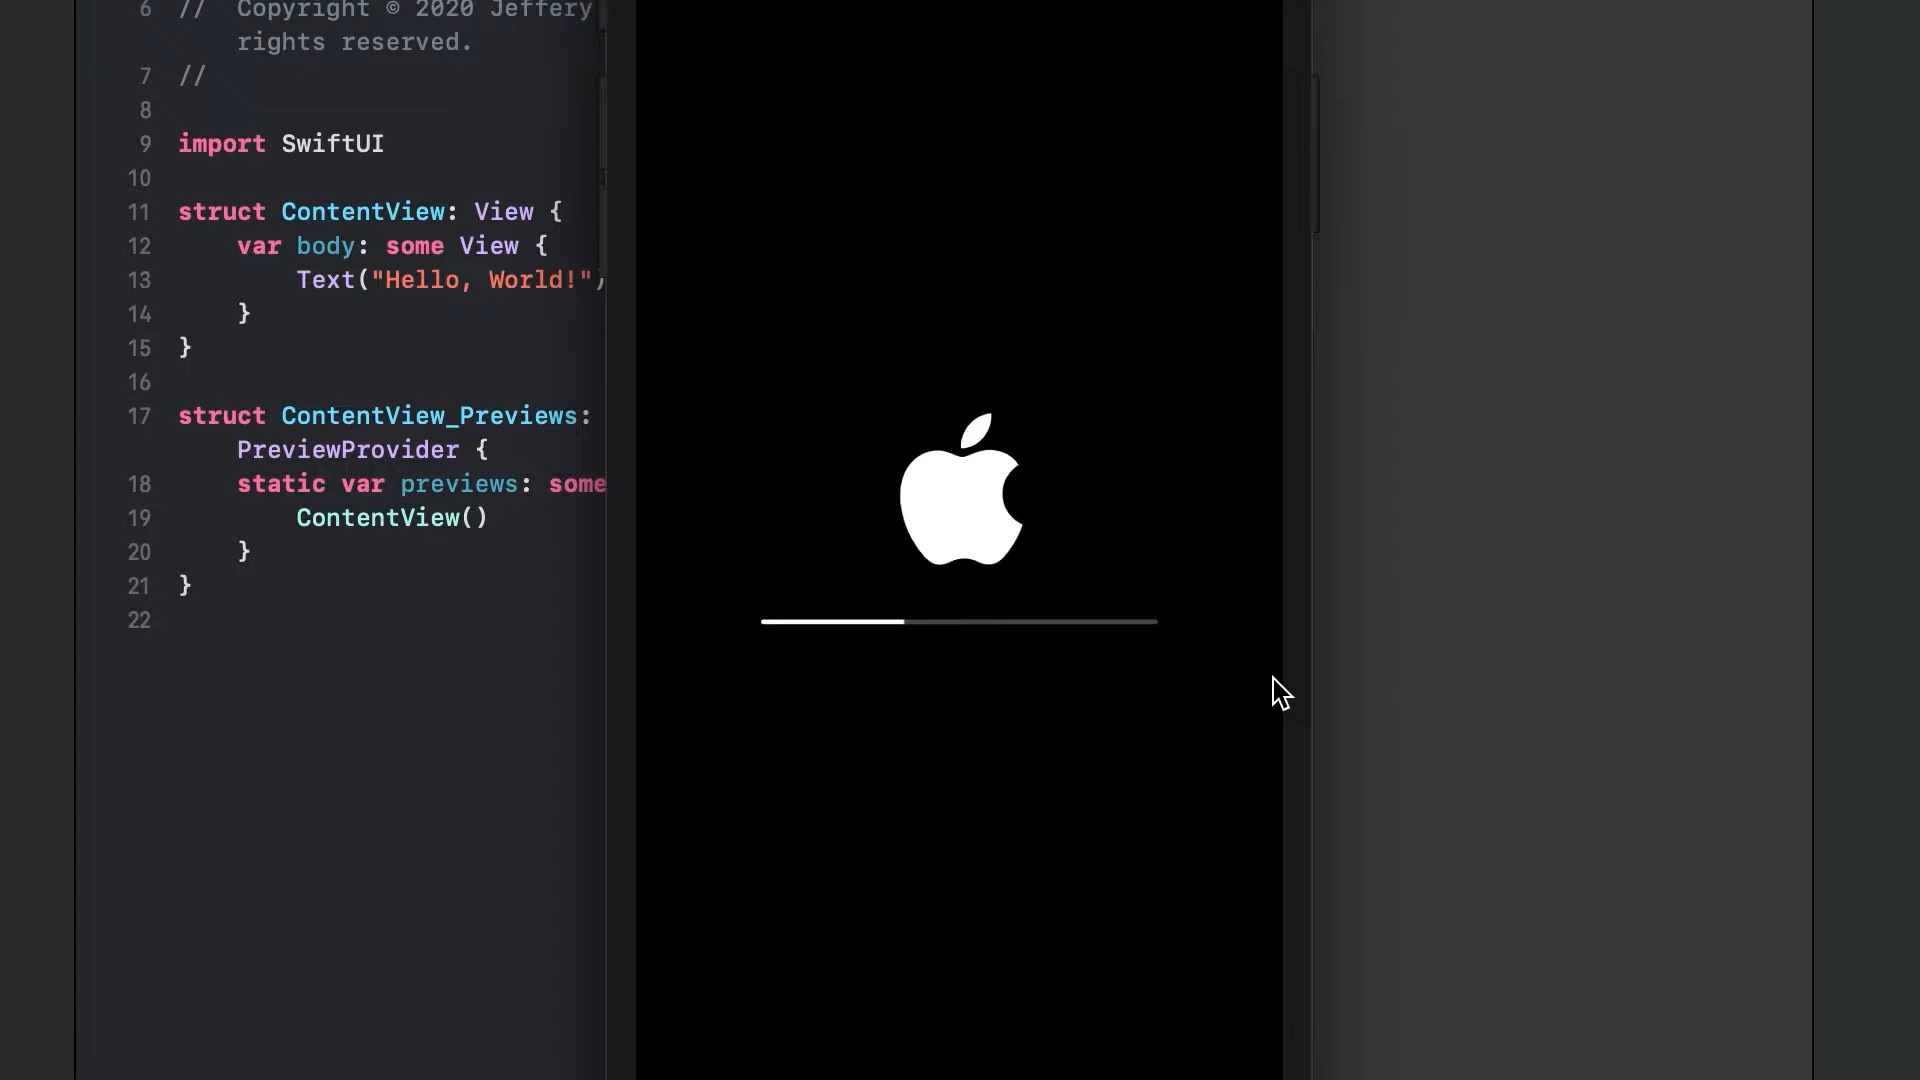 6 // Copyright © 2020 Jeffery
rights reserved.
7 //
8
9 import SwiftUI
10
11 struct ContentView: View {
12 var body: some View {
13 Text("Hello, World!")
14 }
15 }
16
17 struct ContentView_Previews:
PreviewProvider {
18 static var previews: some
19 ContentView()
20 }
21 }
22